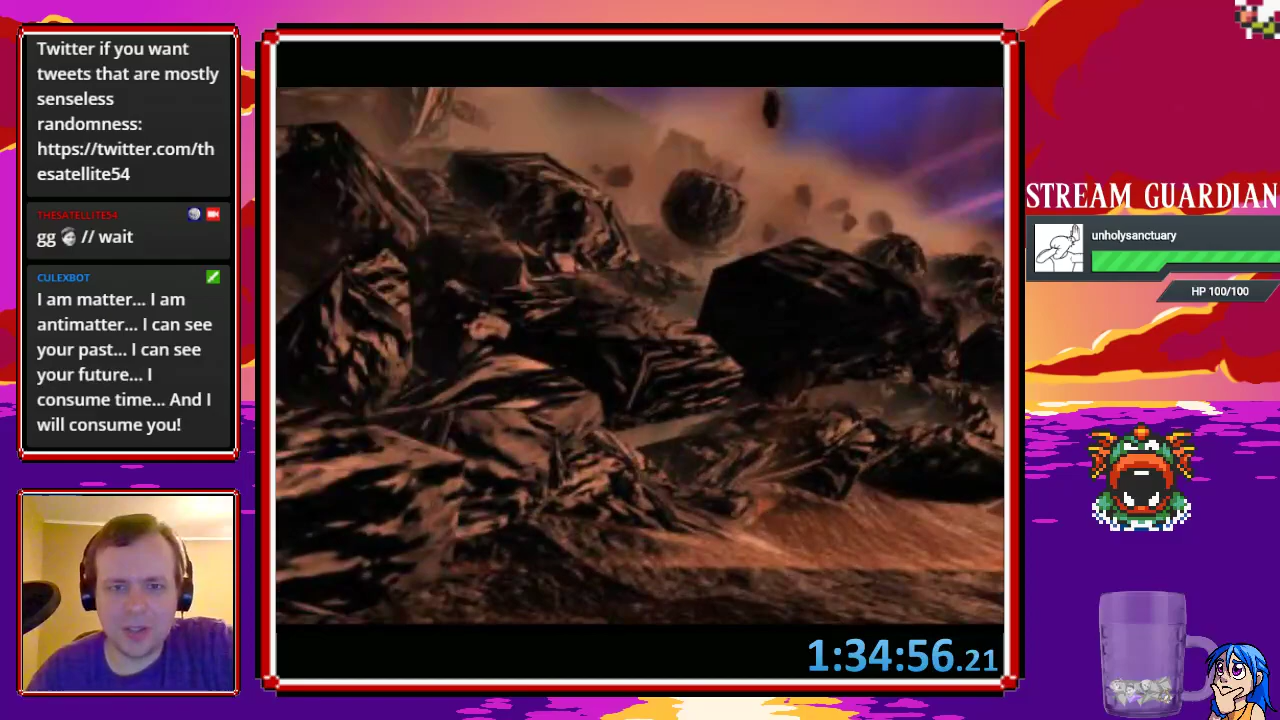 Twitter if you want
tweets that are mostly
senseless
randomness:
https://twitter.com/th
esatellite54
THESATELLITE54
gg // wait
CULEXBOT
I am matter... I am
antimatter... I can see
your past... I can see
your future... I
consume time... And I
will consume you!
STREAM GUARDIAN
unholysanctuary
HP 100/100
1:34:56.21